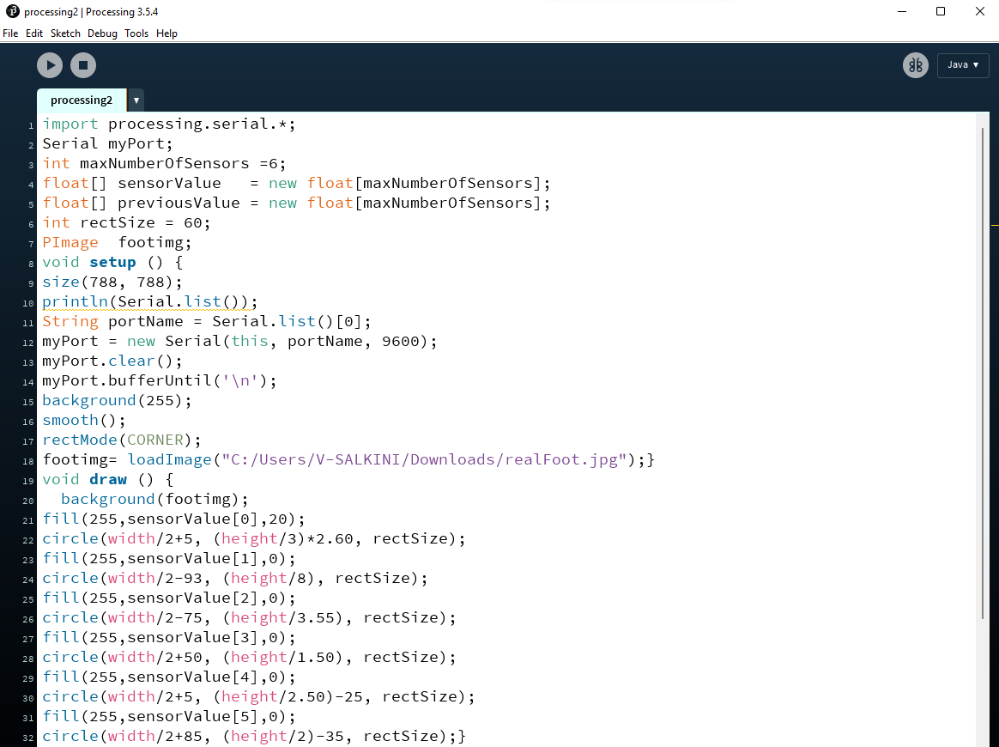 processing2 | Processing 3.5.4
File Edit Sketch Debug Tools Help
Java ▼
processing2 ▼
1 import processing.serial.*;
2 Serial myPort;
3 int maxNumberOfSensors =6;
4 float[] sensorValue   = new float[maxNumberOfSensors];
5 float[] previousValue = new float[maxNumberOfSensors];
6 int rectSize = 60;
7 PImage  footimg;
8 void setup () {
9 size(788, 788);
10 println(Serial.list());
11 String portName = Serial.list()[0];
12 myPort = new Serial(this, portName, 9600);
13 myPort.clear();
14 myPort.bufferUntil('\n');
15 background(255);
16 smooth();
17 rectMode(CORNER);
18 footimg= loadImage("C:/Users/V-SALKINI/Downloads/realFoot.jpg");}
19 void draw () {
20   background(footimg);
21 fill(255,sensorValue[0],20);
22 circle(width/2+5, (height/3)*2.60, rectSize);
23 fill(255,sensorValue[1],0);
24 circle(width/2-93, (height/8), rectSize);
25 fill(255,sensorValue[2],0);
26 circle(width/2-75, (height/3.55), rectSize);
27 fill(255,sensorValue[3],0);
28 circle(width/2+50, (height/1.50), rectSize);
29 fill(255,sensorValue[4],0);
30 circle(width/2+5, (height/2.50)-25, rectSize);
31 fill(255,sensorValue[5],0);
32 circle(width/2+85, (height/2)-35, rectSize);}